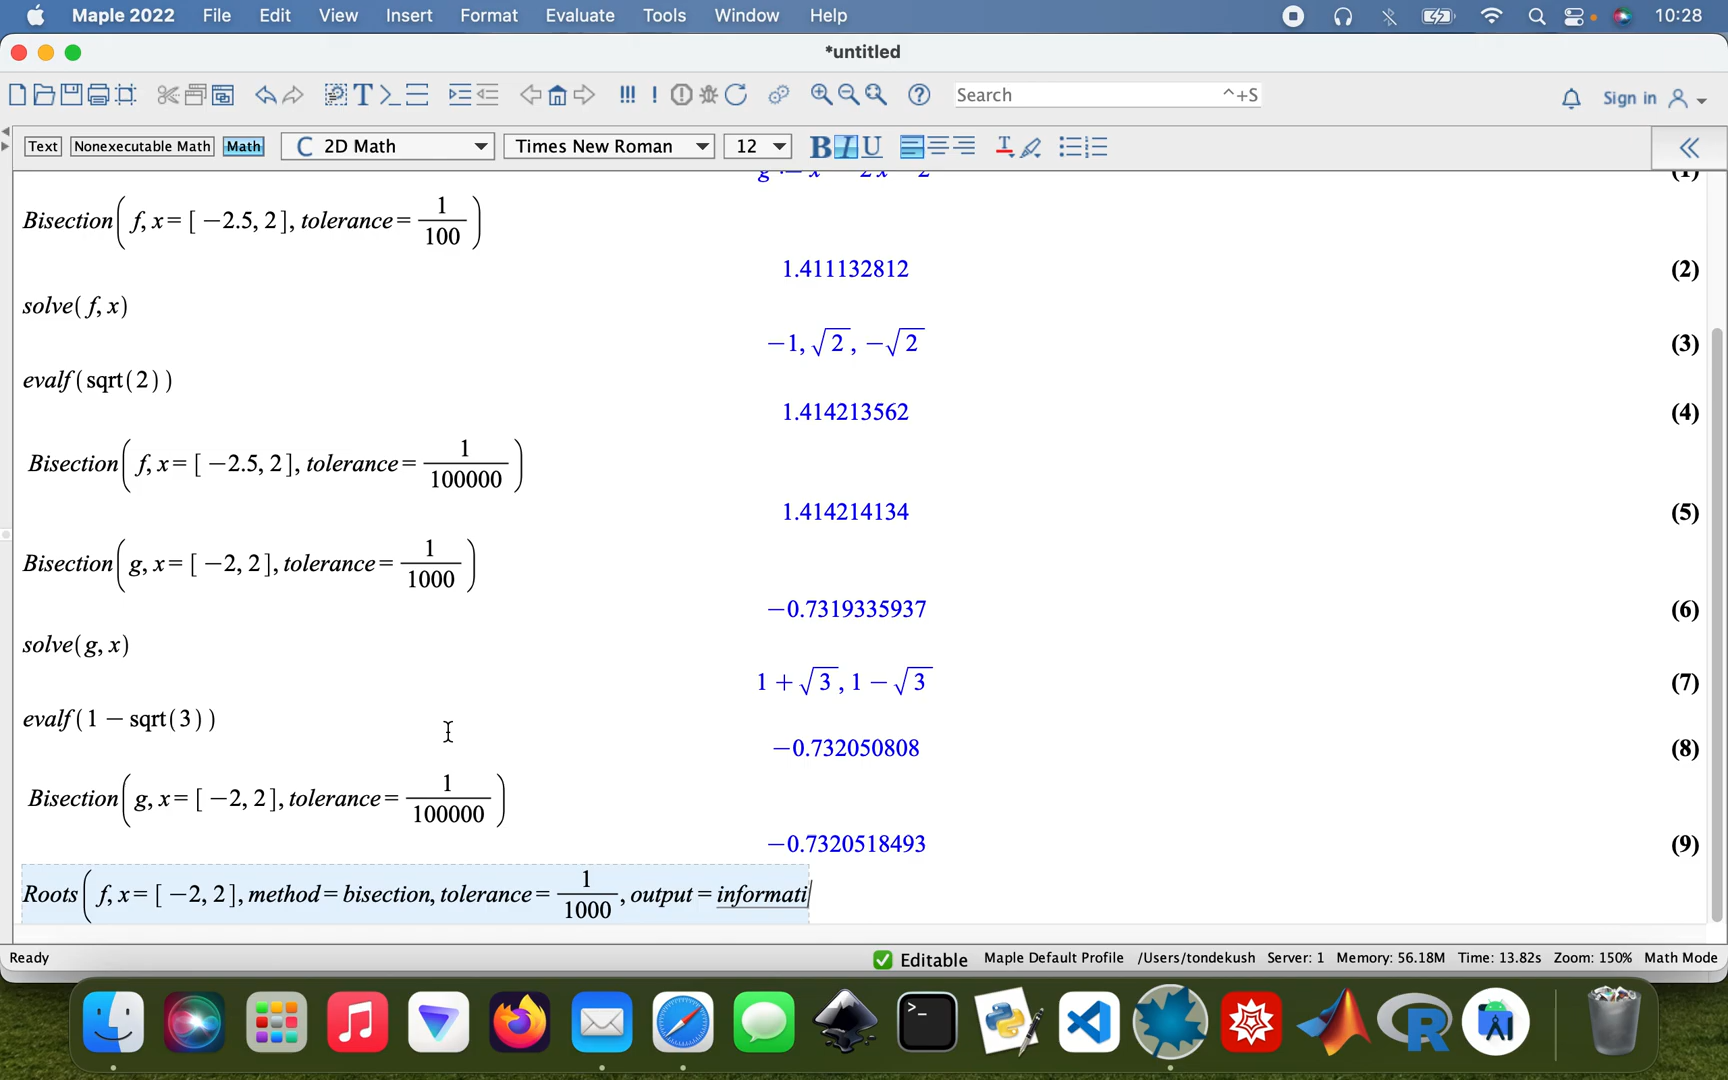 Maple 2022 File Edit View Insert Format Evaluate Tools Window Help 10:28
*untitled
Search ^+S Sign in
Text Nonexecutable Math Math C 2D Math Times New Roman 12 B I U
Bisection(f, x = [−2.5, 2], tolerance = 1/100)
1.411132812 (2)
solve(f, x)
−1, √2, −√2 (3)
evalf(sqrt(2))
1.414213562 (4)
Bisection(f, x = [−2.5, 2], tolerance = 1/100000)
1.414214134 (5)
Bisection(g, x = [−2, 2], tolerance = 1/1000)
−0.7319335937 (6)
solve(g, x)
1 + √3, 1 − √3 (7)
evalf(1 − sqrt(3))
−0.732050808 (8)
Bisection(g, x = [−2, 2], tolerance = 1/100000)
−0.7320518493 (9)
Roots(f, x = [−2, 2], method = bisection, tolerance = 1/1000, output = informati
Ready Editable Maple Default Profile /Users/tondekush Server: 1 Memory: 56.18M Time: 13.82s Zoom: 150% Math Mode